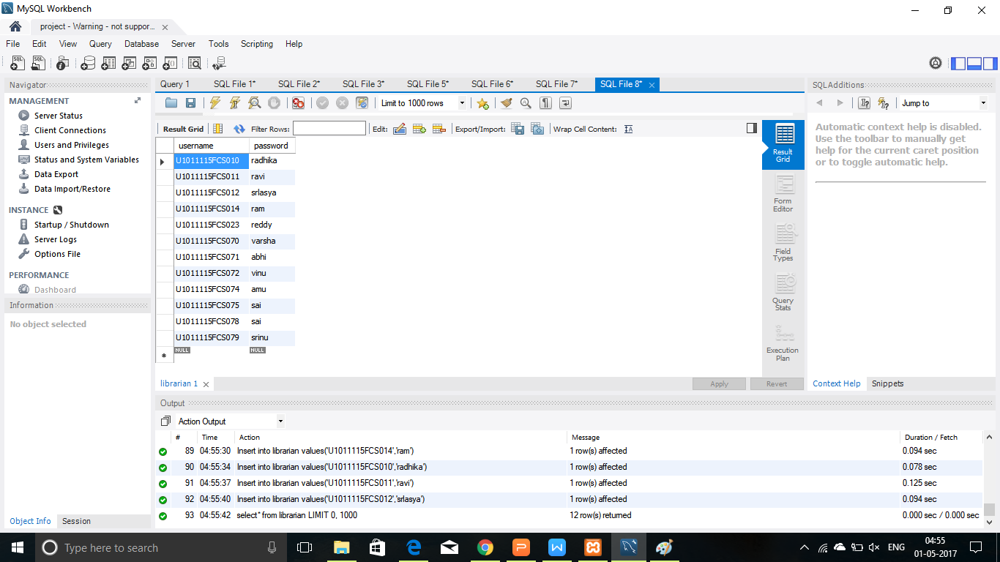 MySQL Workbench
project - Warning - not suppor...
File Edit View Query Database Server Tools Scripting Help
Navigator
MANAGEMENT
Server Status
Client Connections
Users and Privileges
Status and System Variables
Data Export
Data Import/Restore
INSTANCE
Startup / Shutdown
Server Logs
Options File
PERFORMANCE
Dashboard
Information
No object selected
Object Info Session
Query 1 SQL File 1* SQL File 2* SQL File 3* SQL File 5* SQL File 6* SQL File 7* SQL File 8*
Limit to 1000 rows
Result Grid Filter Rows: Edit: Export/Import: Wrap Cell Content:
username password
U1011115FCS010 radhika
U1011115FCS011 ravi
U1011115FCS012 srlasya
U1011115FCS014 ram
U1011115FCS023 reddy
U1011115FCS070 varsha
U1011115FCS071 abhi
U1011115FCS072 vinu
U1011115FCS074 amu
U1011115FCS075 sai
U1011115FCS078 sai
U1011115FCS079 srinu
NULL NULL
Result
Grid
Form
Editor
Field
Types
Query
Stats
Execution
Plan
librarian 1
Apply Revert
SQLAdditions
Jump to
Automatic context help is disabled.
Use the toolbar to manually get
help for the current caret position
or to toggle automatic help.
Context Help Snippets
Output
Action Output
# Time Action Message Duration / Fetch
89 04:55:30 Insert into librarian values('U1011115FCS014','ram') 1 row(s) affected 0.094 sec
90 04:55:34 Insert into librarian values('U1011115FCS010','radhika') 1 row(s) affected 0.078 sec
91 04:55:37 Insert into librarian values('U1011115FCS011','ravi') 1 row(s) affected 0.125 sec
92 04:55:40 Insert into librarian values('U1011115FCS012','srlasya') 1 row(s) affected 0.094 sec
93 04:55:42 select* from librarian LIMIT 0, 1000 12 row(s) returned 0.000 sec / 0.000 sec
Type here to search
ENG
04:55
01-05-2017